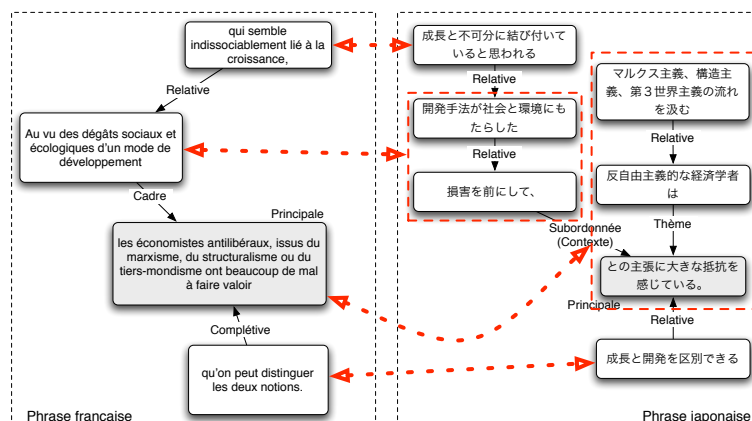 qui semble
indissociablement lié à la
croissance,
Relative
Au vu des dégâts sociaux et
écologiques d'un mode de
développement
Cadre
Principale
les économistes antilibéraux, issus du
marxisme, du structuralisme ou du
tiers-mondisme ont beaucoup de mal
à faire valoir
Complétive
qu'on peut distinguer
les deux notions.
Phrase française
成長と不可分に結び付いて
いると思われる
Relative
開発手法が社会と環境にも
たらした
Relative
損害を前にして、
Subordonnée
(Contexte)
マルクス主義、構造主
義、第３世界主義の流れ
を汲む
Relative
反自由主義的な経済学者
は
Thème
との主張に大きな抵抗を
感じている。
Principale
Relative
成長と開発を区別できる
Phrase japonaise